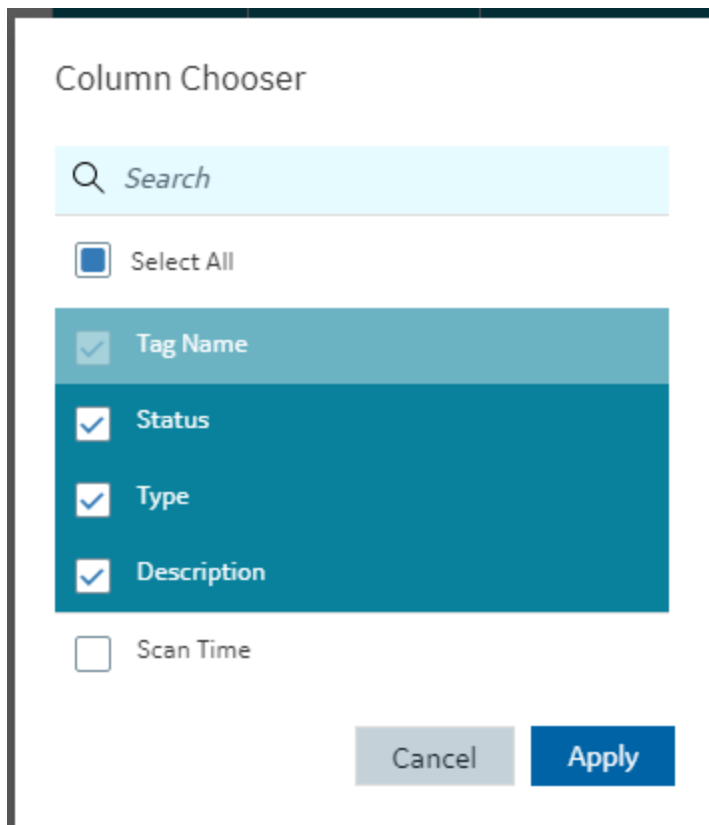 Column Chooser
Search
Select All
Tag Name
Status
Type
Description
Scan Time
Cancel Apply